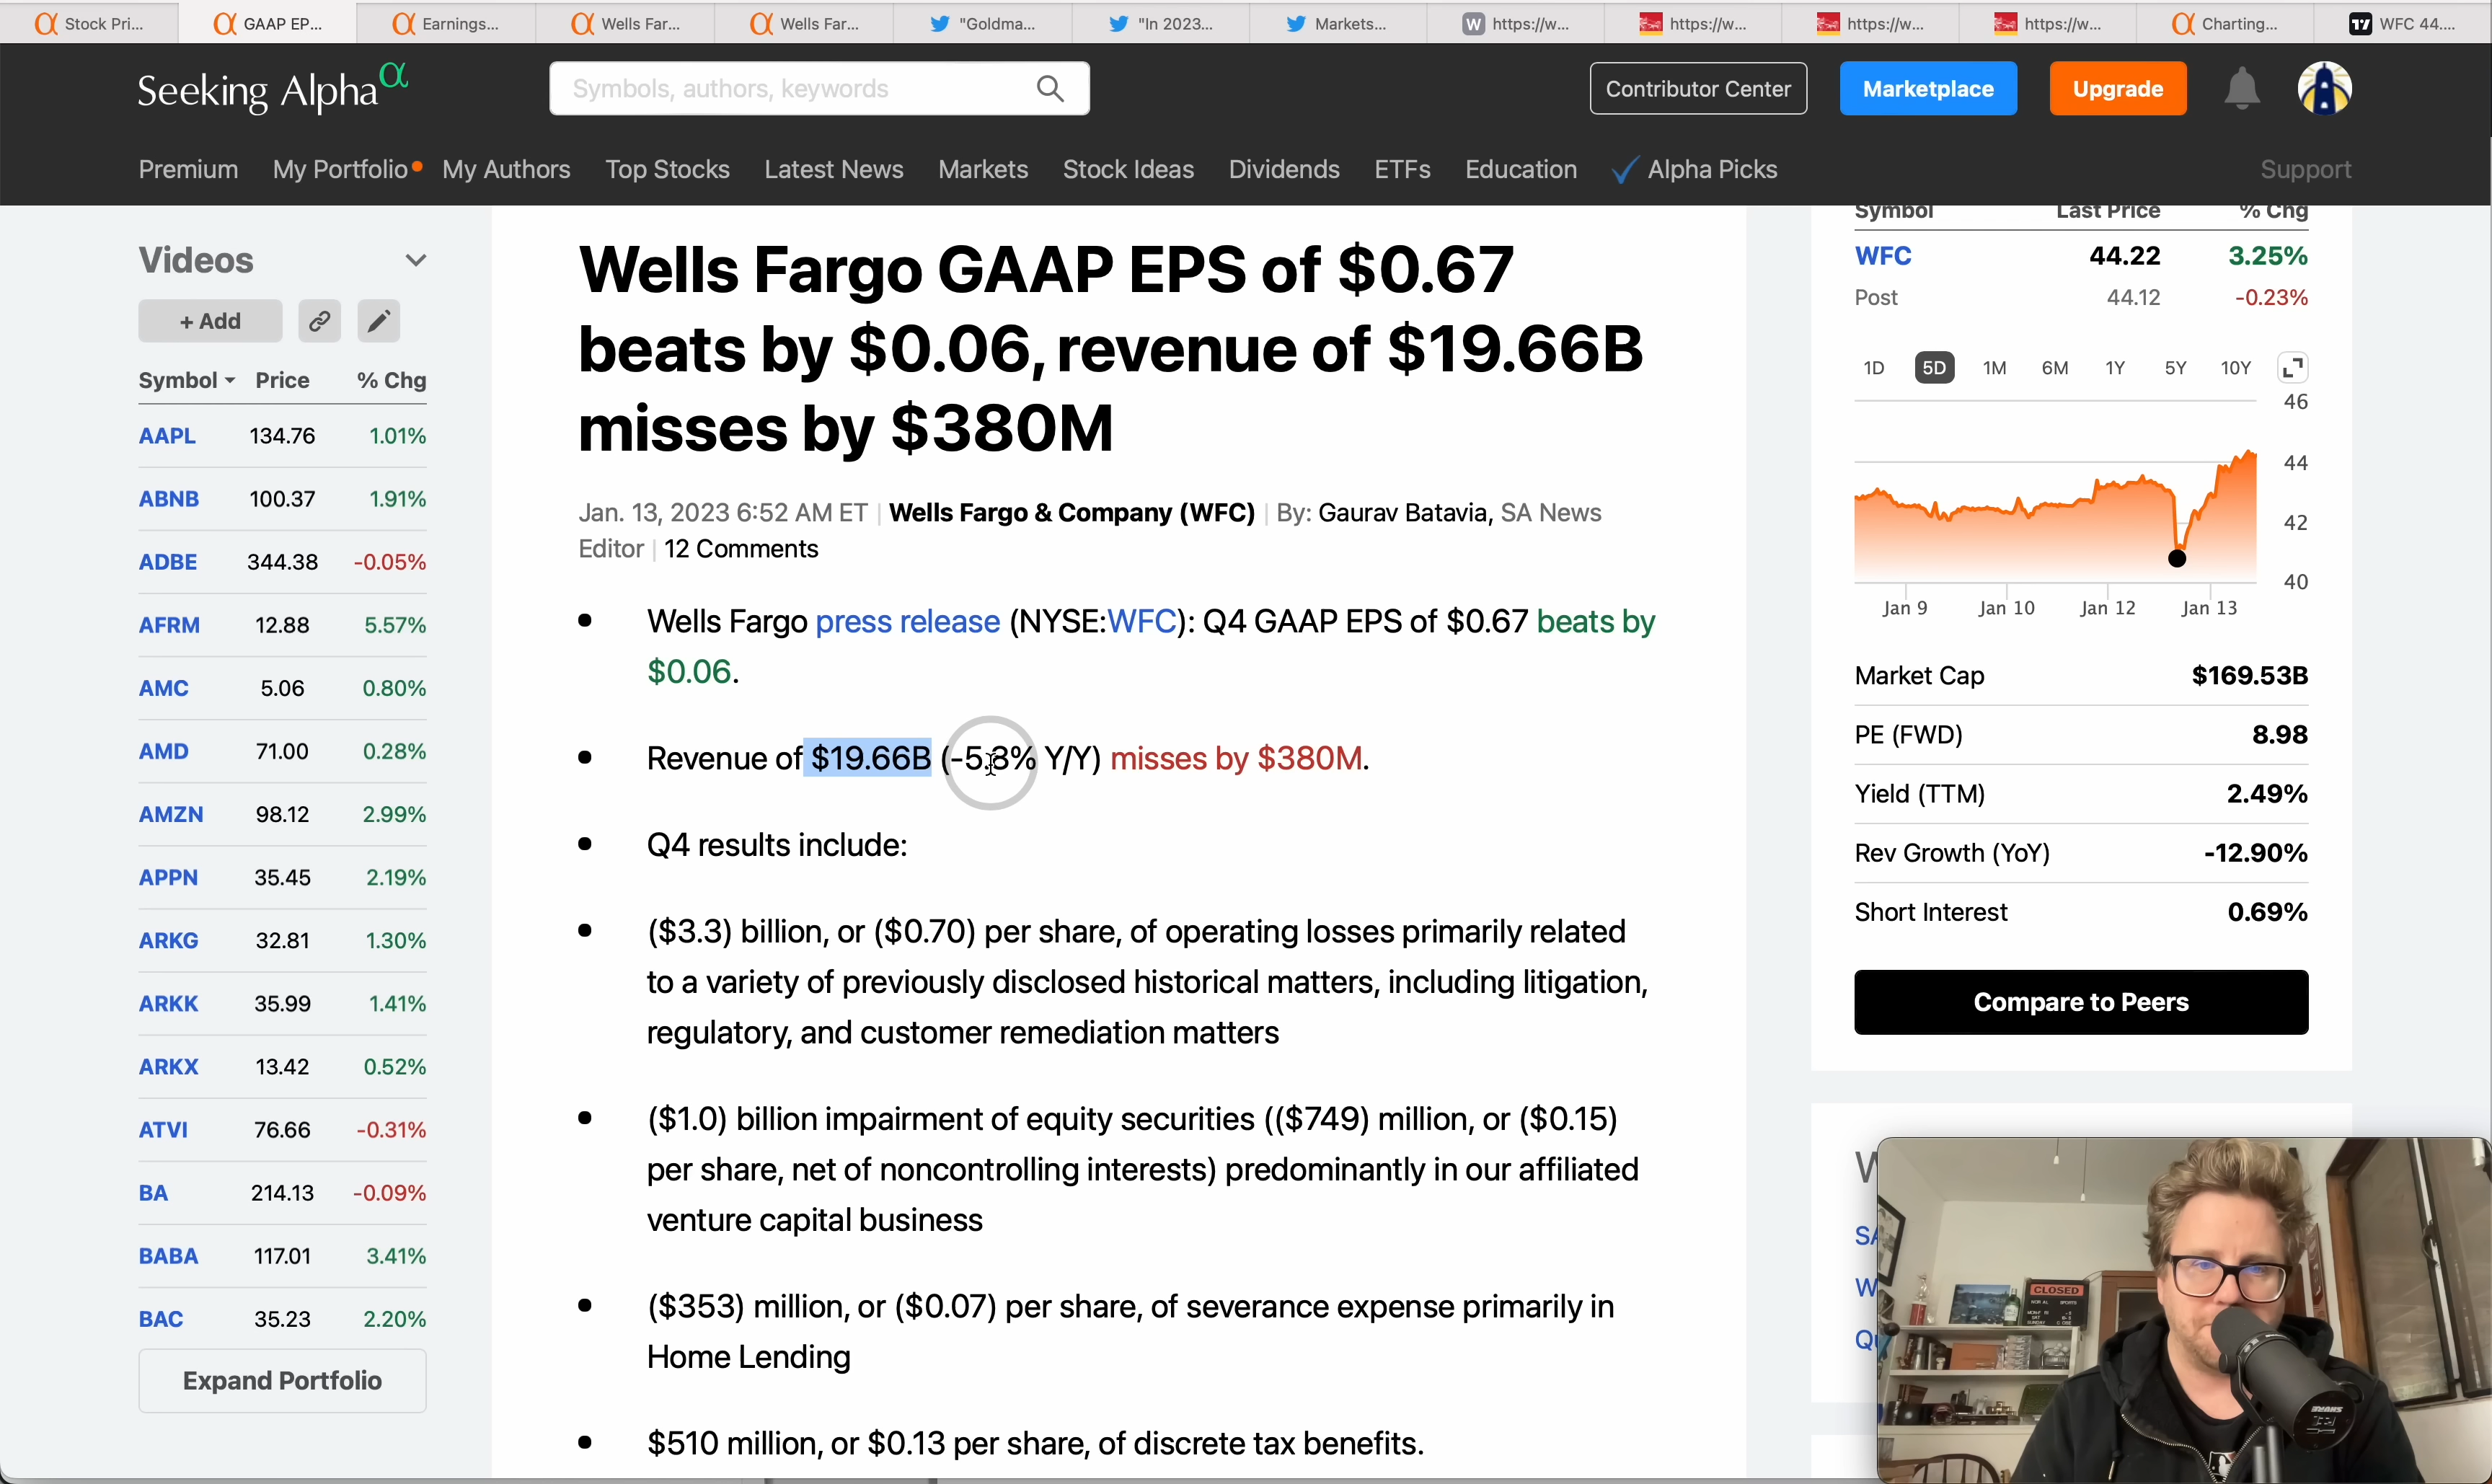 Stock Pri...
GAAP EP...
Earnings...
Wells Far...
Wells Far...
"Goldma...
"In 2023...
Markets...
W https://w...
https://w...
https://w...
https://w...
Charting...
WFC 44....
Seeking Alpha α
Symbols, authors, keywords
Contributor Center
Marketplace
Upgrade
Premium My Portfolio My Authors Top Stocks Latest News Markets Stock Ideas Dividends ETFs Education Alpha Picks Support
Videos
+ Add
Symbol Price % Chg
AAPL 134.76 1.01%
ABNB 100.37 1.91%
ADBE 344.38 -0.05%
AFRM 12.88 5.57%
AMC 5.06 0.80%
AMD 71.00 0.28%
AMZN 98.12 2.99%
APPN 35.45 2.19%
ARKG 32.81 1.30%
ARKK 35.99 1.41%
ARKX 13.42 0.52%
ATVI 76.66 -0.31%
BA 214.13 -0.09%
BABA 117.01 3.41%
BAC 35.23 2.20%
Expand Portfolio
Wells Fargo GAAP EPS of $0.67
beats by $0.06, revenue of $19.66B
misses by $380M
Jan. 13, 2023 6:52 AM ET | Wells Fargo & Company (WFC) | By: Gaurav Batavia, SA News
Editor | 12 Comments
• Wells Fargo press release (NYSE:WFC): Q4 GAAP EPS of $0.67 beats by
$0.06.
• Revenue of $19.66B (-5.8% Y/Y) misses by $380M.
• Q4 results include:
• ($3.3) billion, or ($0.70) per share, of operating losses primarily related
to a variety of previously disclosed historical matters, including litigation,
regulatory, and customer remediation matters
• ($1.0) billion impairment of equity securities (($749) million, or ($0.15)
per share, net of noncontrolling interests) predominantly in our affiliated
venture capital business
• ($353) million, or ($0.07) per share, of severance expense primarily in
Home Lending
• $510 million, or $0.13 per share, of discrete tax benefits.
Symbol Last Price % Chg
WFC 44.22 3.25%
Post 44.12 -0.23%
1D 5D 1M 6M 1Y 5Y 10Y
46
44
42
40
Jan 9 Jan 10 Jan 12 Jan 13
Market Cap $169.53B
PE (FWD) 8.98
Yield (TTM) 2.49%
Rev Growth (YoY) -12.90%
Short Interest 0.69%
Compare to Peers
W
SA
W
Qu
CLOSED